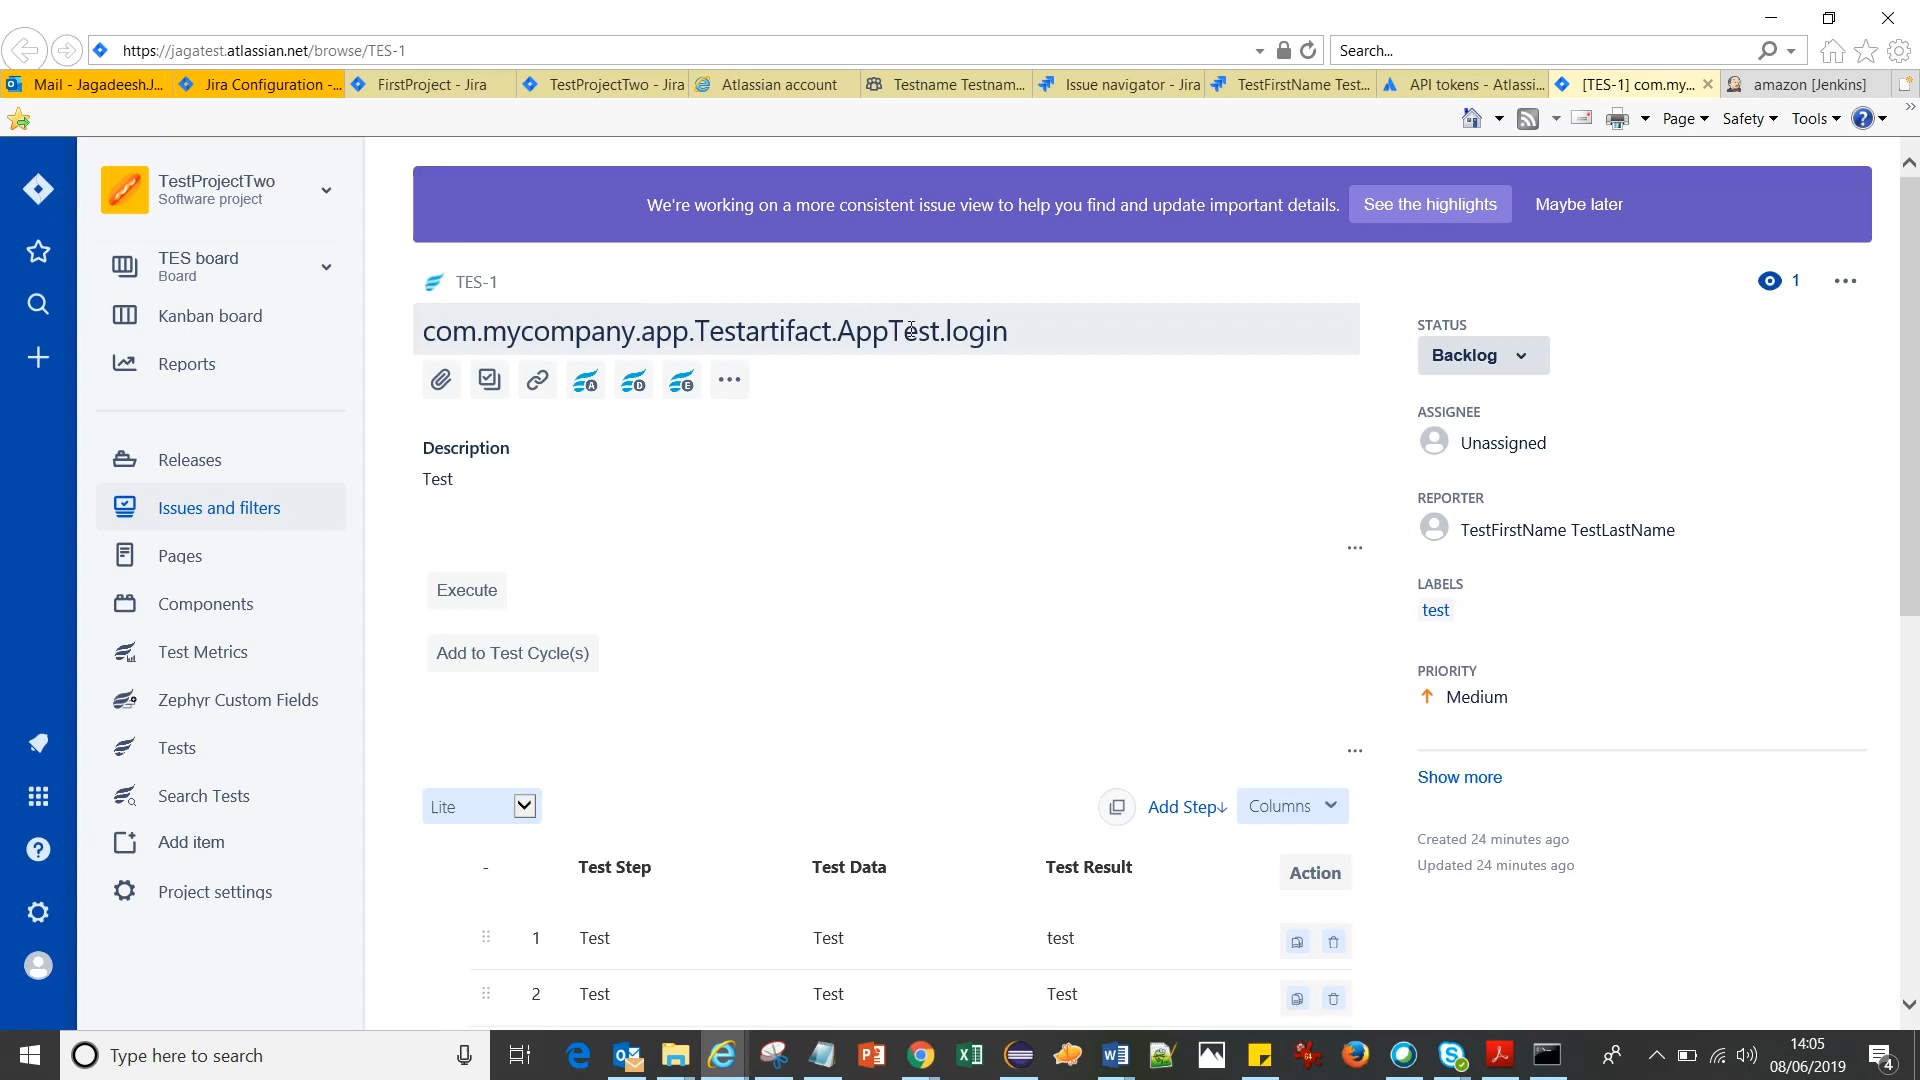 https://jagatest.atlassian.net/browse/TES-1
Search...
Mail - Jagadeesh.J...
Jira Configuration -...
FirstProject - Jira
TestProjectTwo - Jira
Atlassian account
Testname Testnam...
Issue navigator - Jira
TestFirstName Test...
API tokens - Atlassi...
[TES-1] com.my...
amazon [Jenkins]
Page
Safety
Tools
TestProjectTwo
Software project
TES board
Board
Kanban board
Reports
Releases
Issues and filters
Pages
Components
Test Metrics
Zephyr Custom Fields
Tests
Search Tests
Add item
Project settings
We're working on a more consistent issue view to help you find and update important details.
See the highlights
Maybe later
TES-1
1
com.mycompany.app.Testartifact.AppTest.login
A
D
E
Description
Test
Execute
Add to Test Cycle(s)
Lite
Add Step↓
Columns
- Test Step Test Data Test Result Action
1 Test Test test
2 Test Test Test
STATUS
Backlog
ASSIGNEE
Unassigned
REPORTER
TestFirstName TestLastName
LABELS
test
PRIORITY
Medium
Show more
Created 24 minutes ago
Updated 24 minutes ago
Type here to search
14:05
08/06/2019
4